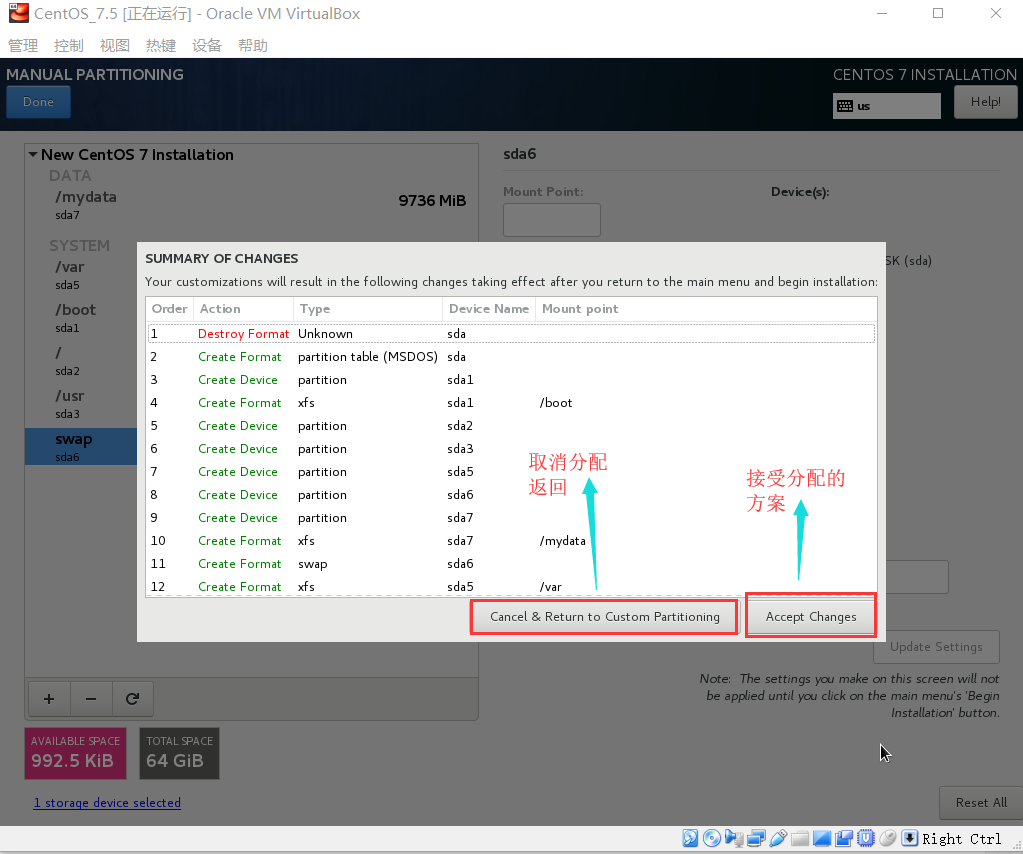 CentOS_7.5 [正在运行] - Oracle VM VirtualBox
管理 控制 视图 热键 设备 帮助
MANUAL PARTITIONING
CENTOS 7 INSTALLATION
Done
us
Help!
New CentOS 7 Installation
DATA
/mydata
9736 MiB
sda7
SYSTEM
/var
sda5
/boot
sda1
/
sda2
/usr
sda3
swap
sda6
sda6
Mount Point:
Device(s):
SK (sda)
SUMMARY OF CHANGES
Your customizations will result in the following changes taking effect after you return to the main menu and begin installation:
Order Action Type Device Name Mount point
1 Destroy Format Unknown sda
2 Create Format partition table (MSDOS) sda
3 Create Device partition sda1
4 Create Format xfs sda1 /boot
5 Create Device partition sda2
6 Create Device partition sda3
7 Create Device partition sda5
8 Create Device partition sda6
9 Create Device partition sda7
10 Create Format xfs sda7 /mydata
11 Create Format swap sda6
12 Create Format xfs sda5 /var
取消分配
返回
接受分配的
方案
Cancel & Return to Custom Partitioning
Accept Changes
Update Settings
Note: The settings you make on this screen will not
be applied until you click on the main menu's 'Begin
Installation' button.
+ −
AVAILABLE SPACE
992.5 KiB
TOTAL SPACE
64 GiB
1 storage device selected
Reset All
Right Ctrl